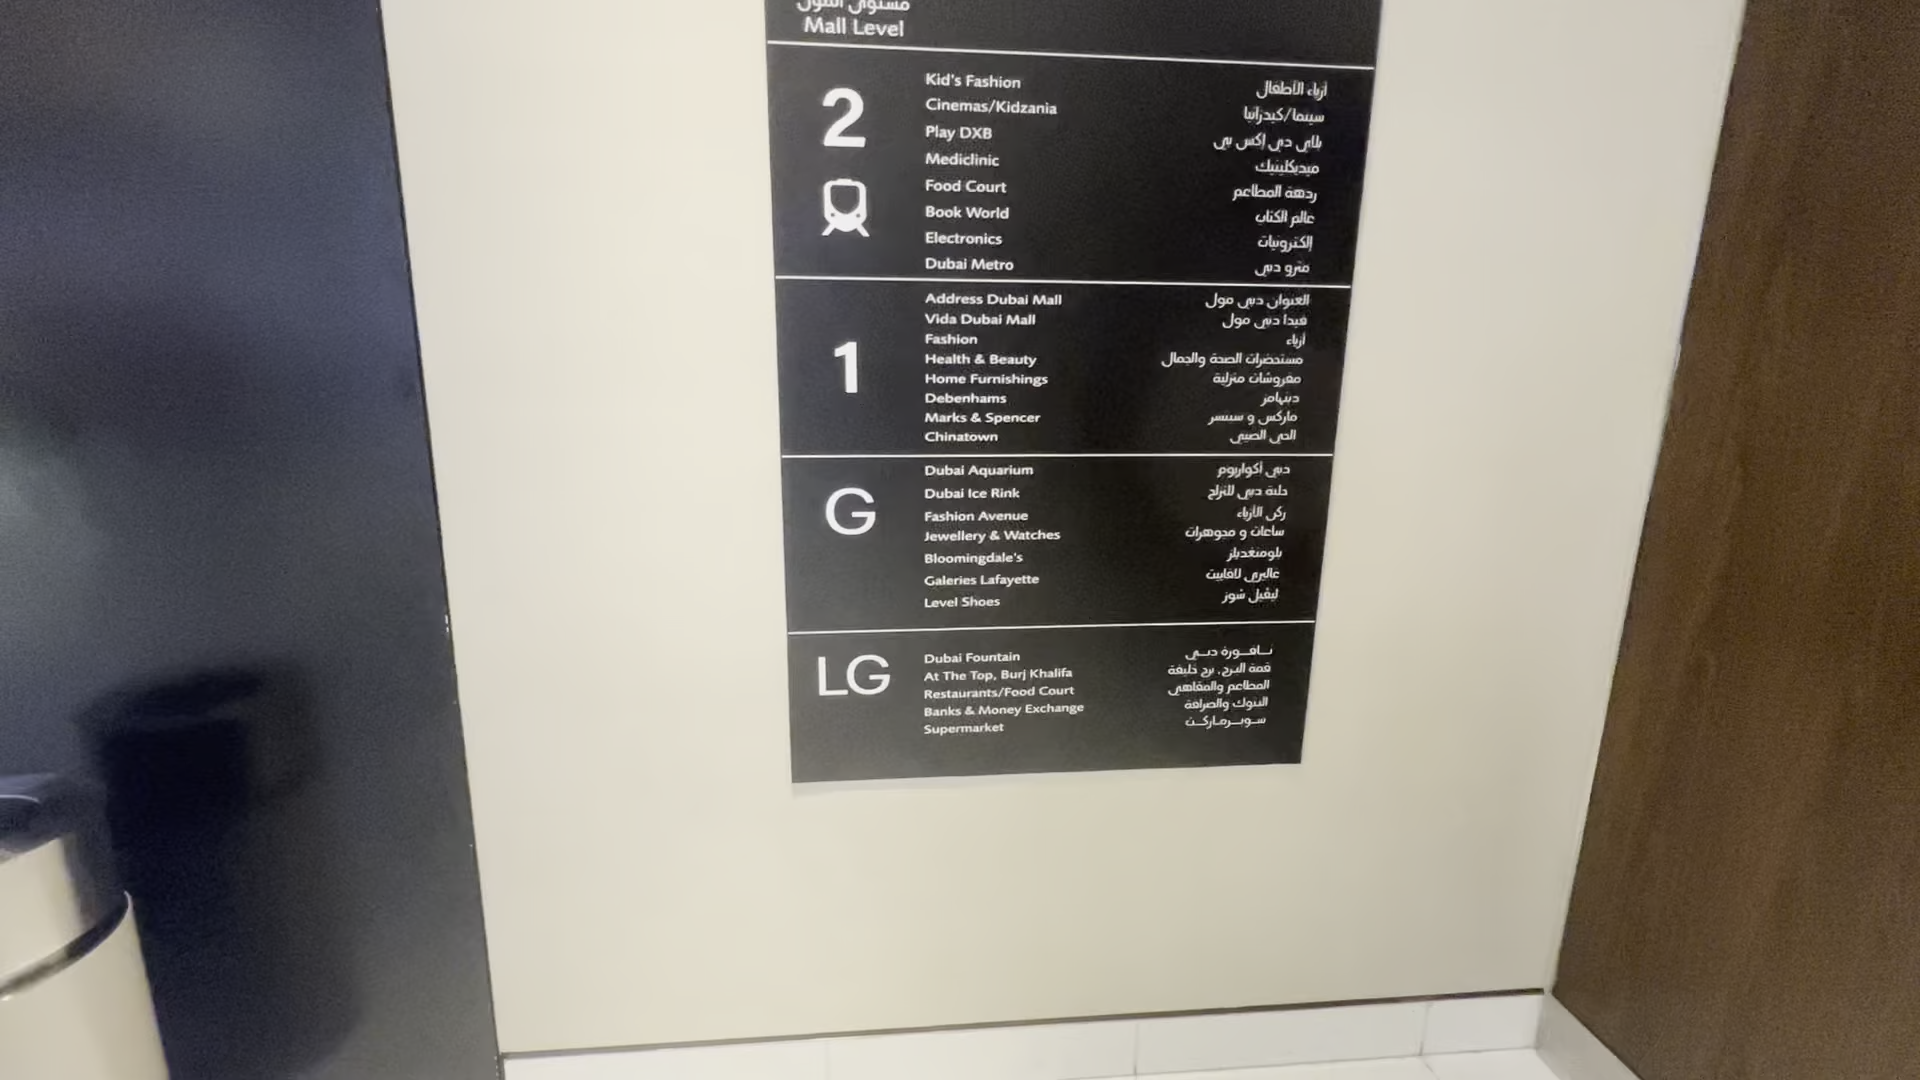 مستوى المول
Mall Level
2
Kid's Fashion أزياء الأطفال
Cinemas/Kidzania سينما/كيدزانيا
Play DXB بلاي دبي إكس بي
Mediclinic ميديكلينيك
Food Court ردهة المطاعم
Book World عالم الكتاب
Electronics إلكترونيات
Dubai Metro مترو دبي
1
Address Dubai Mall العنوان دبي مول
Vida Dubai Mall فيدا دبي مول
Fashion أزياء
Health & Beauty مستحضرات الصحة والجمال
Home Furnishings مفروشات منزلية
Debenhams دبنهامز
Marks & Spencer ماركس و سبنسر
Chinatown الحي الصيني
G
Dubai Aquarium دبي أكواريوم
Dubai Ice Rink حلبة دبي للتزلج
Fashion Avenue ركن الأزياء
Jewellery & Watches ساعات و مجوهرات
Bloomingdale's بلومينغديلز
Galeries Lafayette غاليري لافاييت
Level Shoes ليڤيل شوز
LG
Dubai Fountain نافورة دبي
At The Top, Burj Khalifa قمة البرج، برج خليفة
Restaurants/Food Court المطاعم والمقاهي
Banks & Money Exchange البنوك والصرافة
Supermarket سوبرماركت